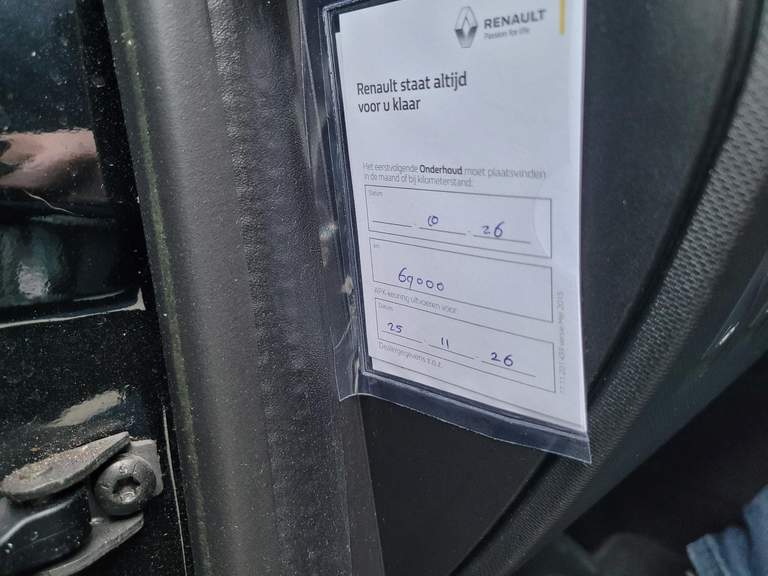 RENAULT
Passion for life
Renault staat altijd
voor u klaar
Het eerstvolgende Onderhoud moet plaatsvinden
in de maand of bij kilometerstand:
Datum
10 26
km
69000
APK-keuring uitvoeren vóór
Datum
25 11 26
Dealergegevens z.o.z.